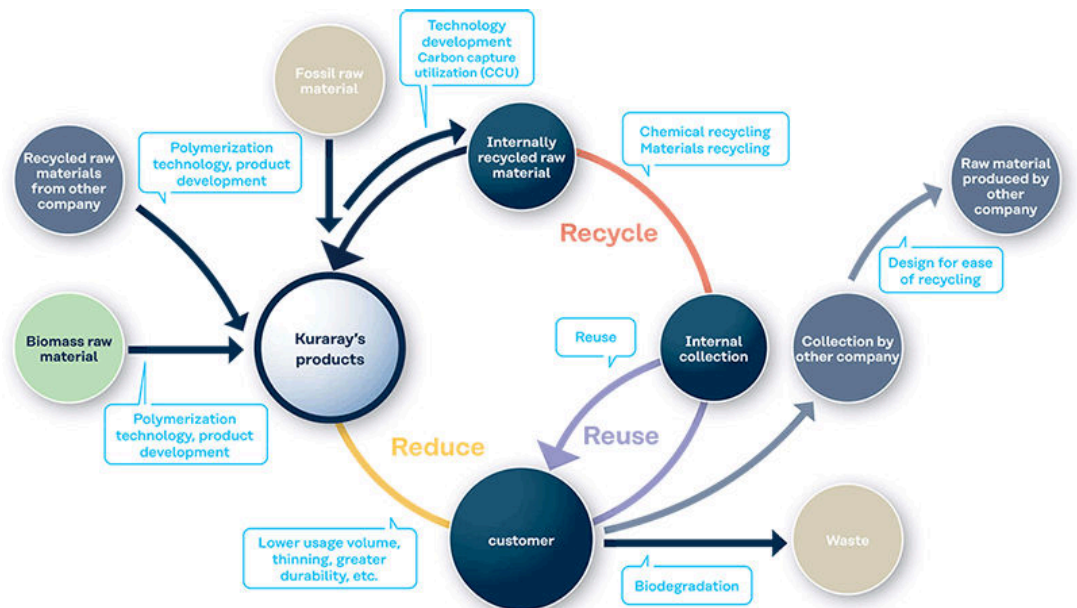 Technology
development
Carbon capture
utilization (CCU)
Fossil raw
material
Polymerization
technology, product
development
Recycled raw
materials
from other
company
Internally
recycled raw
material
Chemical recycling
Materials recycling
Raw material
produced by
other
company
Recycle
Design for ease
of recycling
Biomass raw
material
Kuraray's
products
Reuse
Internal
collection
Collection by
other company
Polymerization
technology, product
development
Reduce
Reuse
Lower usage volume,
thinning, greater
durability, etc.
customer
Waste
Biodegradation